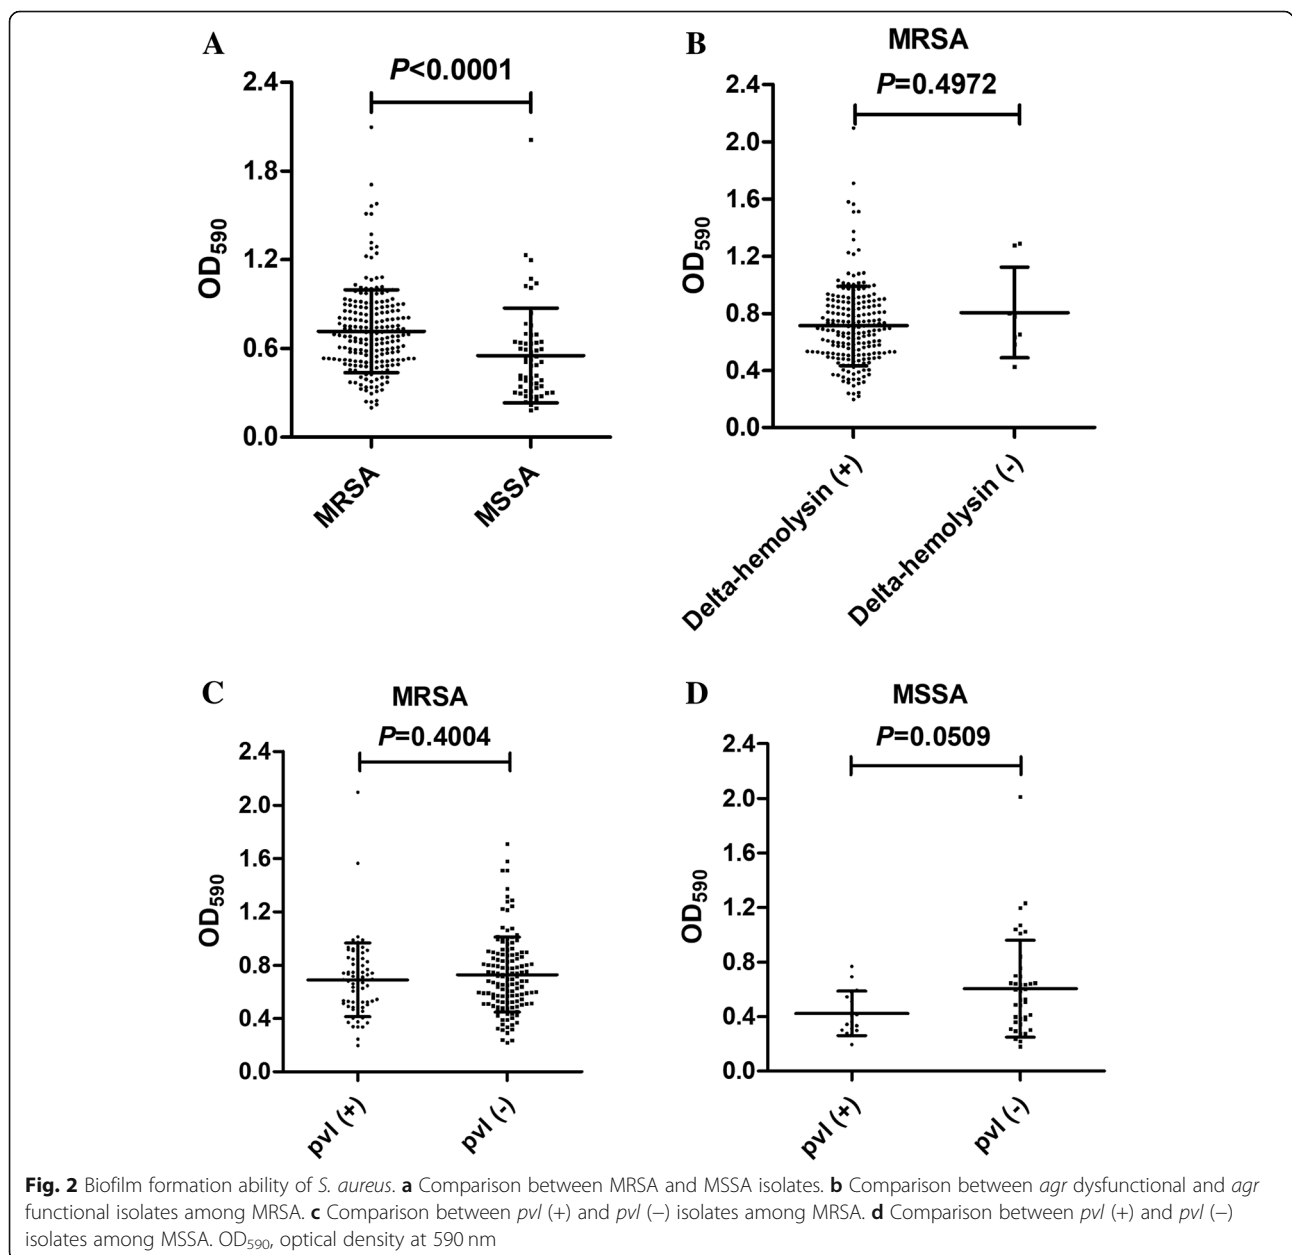 A
P<0.0001
2.4
1.8
1.2
0.6
0.0
OD590
MRSA
MSSA
B
MRSA
P=0.4972
2.4
2.0
1.6
1.2
0.8
0.4
0.0
OD590
Delta-hemolysin (+)
Delta-hemolysin (-)
C
MRSA
P=0.4004
2.4
2.0
1.6
1.2
0.8
0.4
0.0
OD590
pvl (+)
pvl (-)
D
MSSA
P=0.0509
2.4
2.0
1.6
1.2
0.8
0.4
0.0
OD590
pvl (+)
pvl (-)
Fig. 2 Biofilm formation ability of S. aureus. a Comparison between MRSA and MSSA isolates. b Comparison between agr dysfunctional and agr
functional isolates among MRSA. c Comparison between pvl (+) and pvl (−) isolates among MRSA. d Comparison between pvl (+) and pvl (−)
isolates among MSSA. OD590, optical density at 590 nm